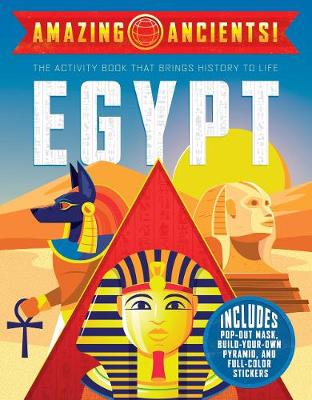 AMAZING ANCIENTS!
THE ACTIVITY BOOK THAT BRINGS HISTORY TO LIFE
EGYPT
INCLUDES
POP-OUT MASK,
BUILD-YOUR-OWN
PYRAMID, AND
FULL-COLOR
STICKERS